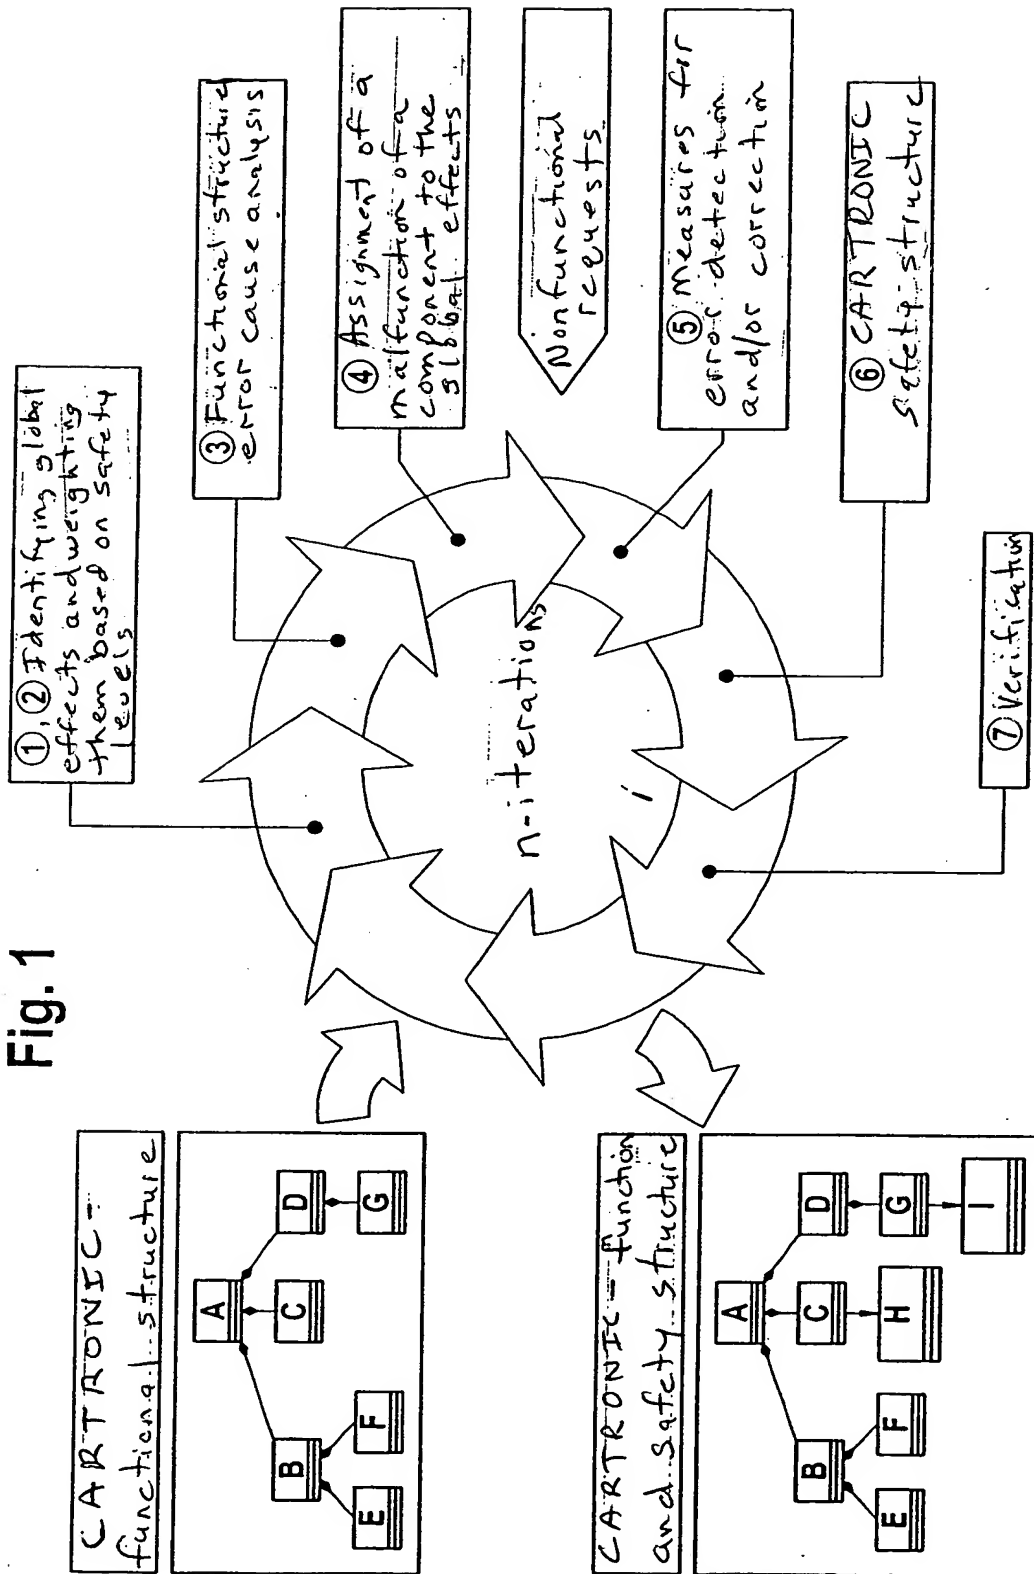 Fig. 1
CARTRONIC-
functional structure
A
B
C
D
E
F
G
CARTRONIC-function
and safety structure
A
B
C
D
E
F
H
G
I
n-iterations
i
①,② Identifying global
effects and weighting
them based on safety
levels
③ Functional structure
error cause analysis
④ Assignment of a
malfunction of a
component to the
global effects
Nonfunctional
requests
⑤ Measures for
error detection
and/or correction
⑥ CARTRONIC
safety structure
⑦ Verification